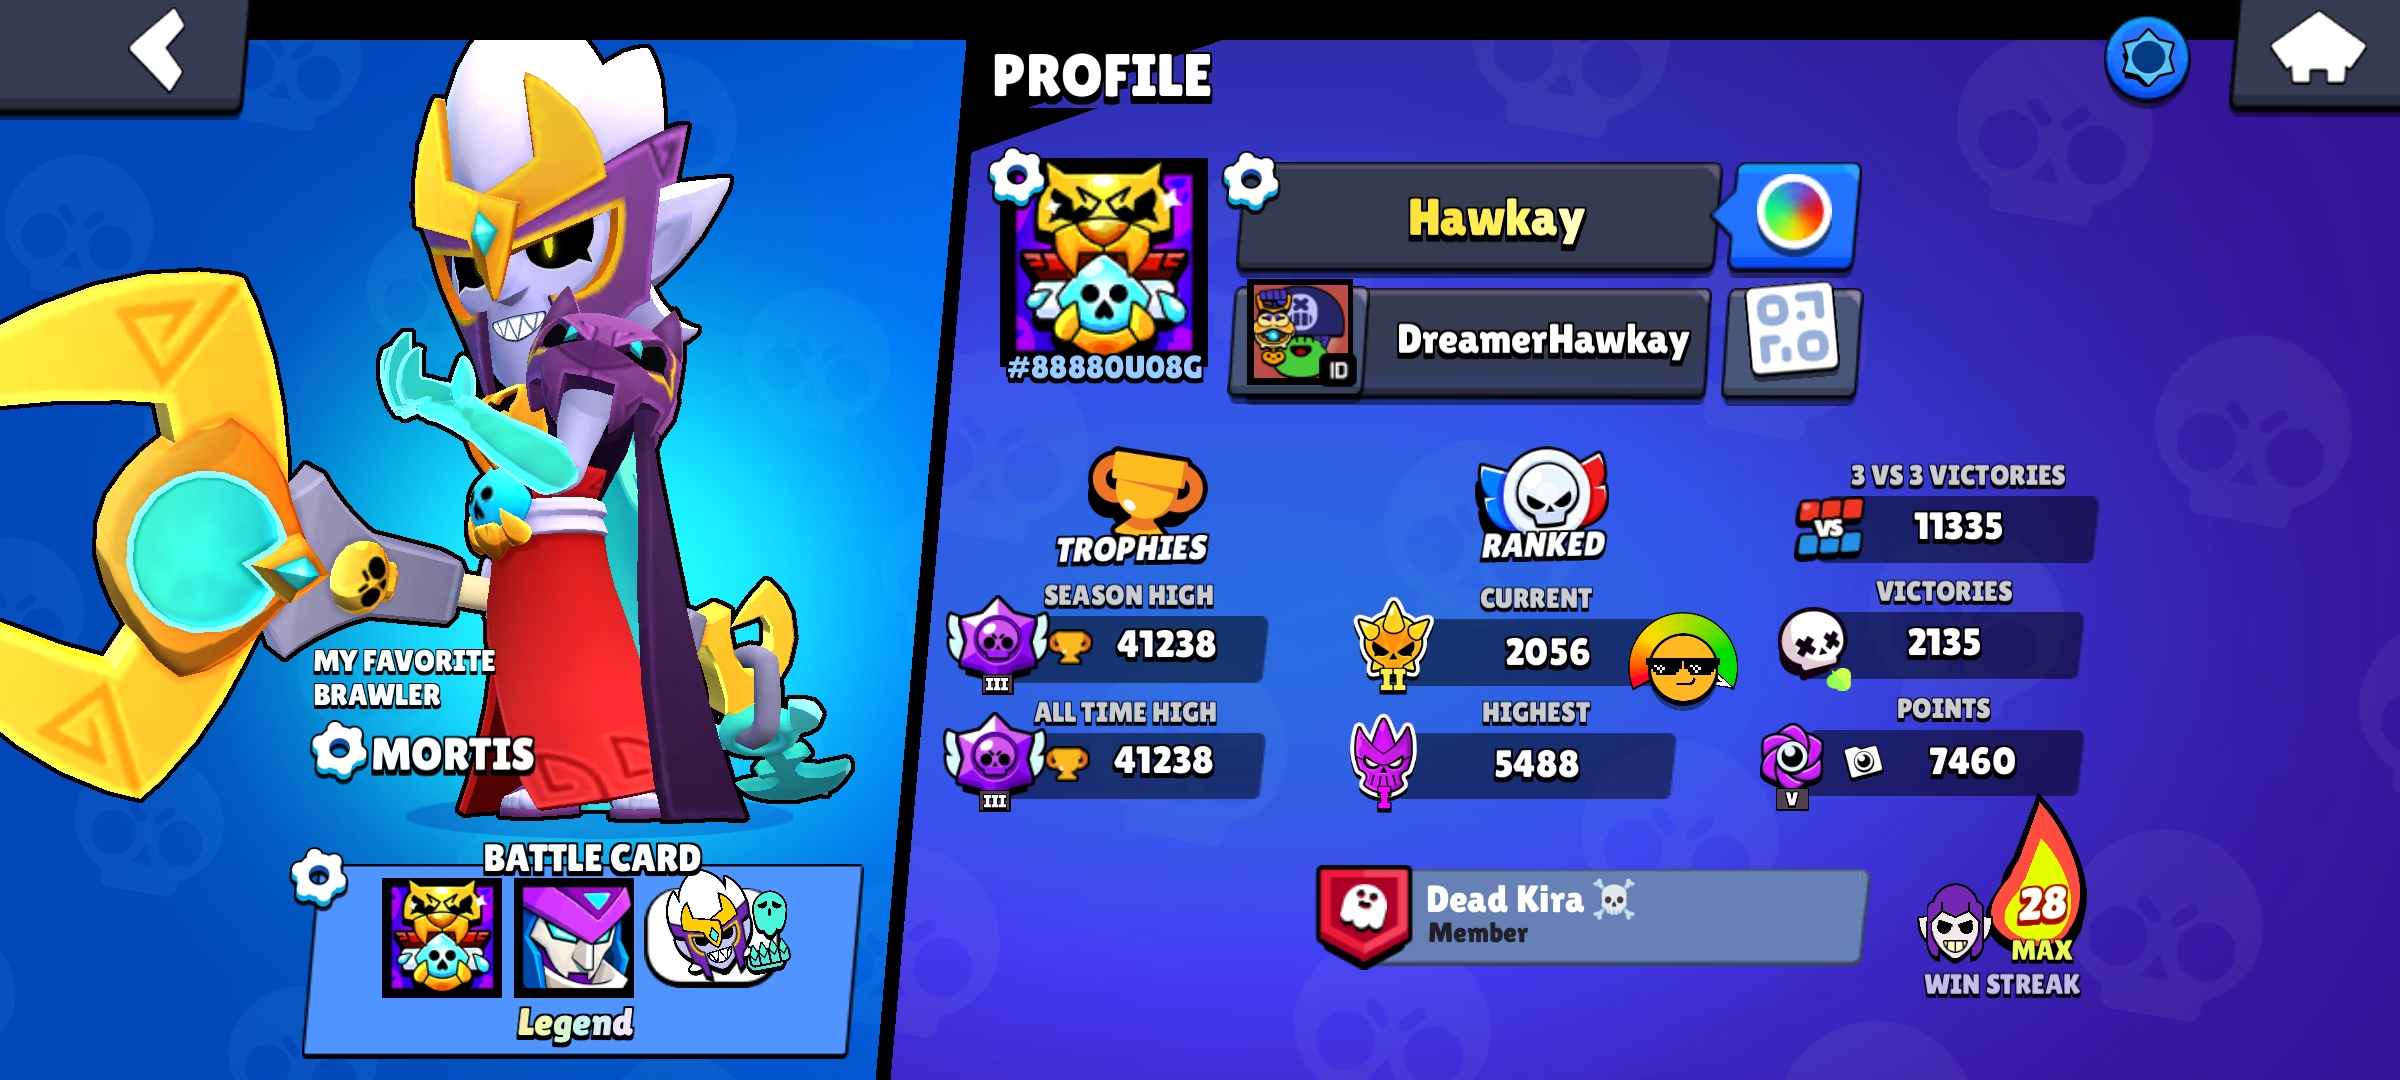 PROFILE
Hawkay
#88880U08G
ID
DreamerHawkay
TROPHIES
SEASON HIGH
III
41238
ALL TIME HIGH
III
41238
RANKED
CURRENT
II
2056
HIGHEST
I
5488
3 VS 3 VICTORIES
VS
11335
VICTORIES
2135
POINTS
V
7460
MY FAVORITE
BRAWLER
MORTIS
BATTLE CARD
Legend
Dead Kira ☠️
Member
28
MAX
WIN STREAK